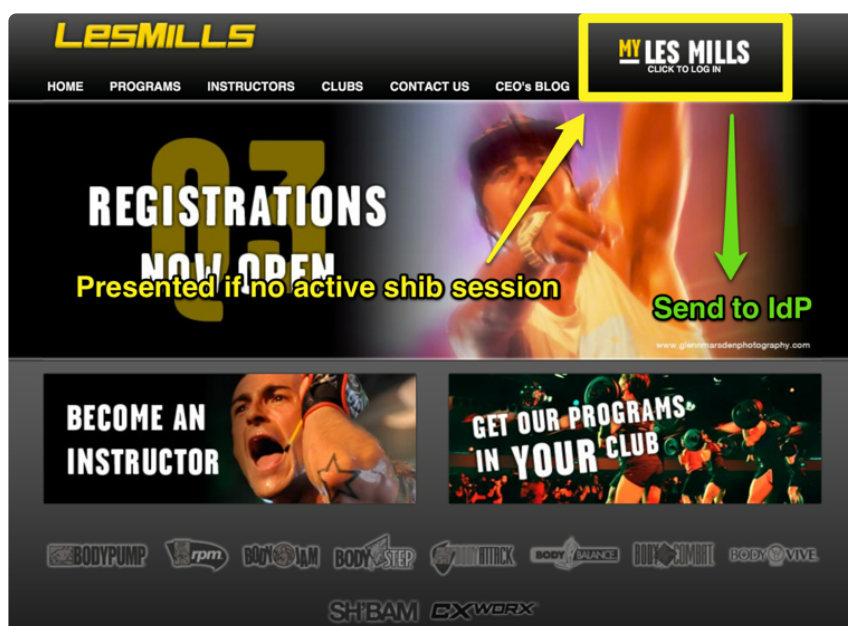 LESMILLS
MY LES MILLS
CLICK TO LOG IN
HOME PROGRAMS INSTRUCTORS CLUBS CONTACT US CEO's BLOG
Q3
REGISTRATIONS
NOW OPEN
Presented if no active shib session
Send to IdP
www.glennmarsdenphotography.com
BECOME AN
INSTRUCTOR
GET OUR PROGRAMS
IN YOUR CLUB
BODYPUMP rpm BODYJAM BODYSTEP BODYATTACK BODYBALANCE BODYCOMBAT BODYVIVE
SH'BAM CXWORX